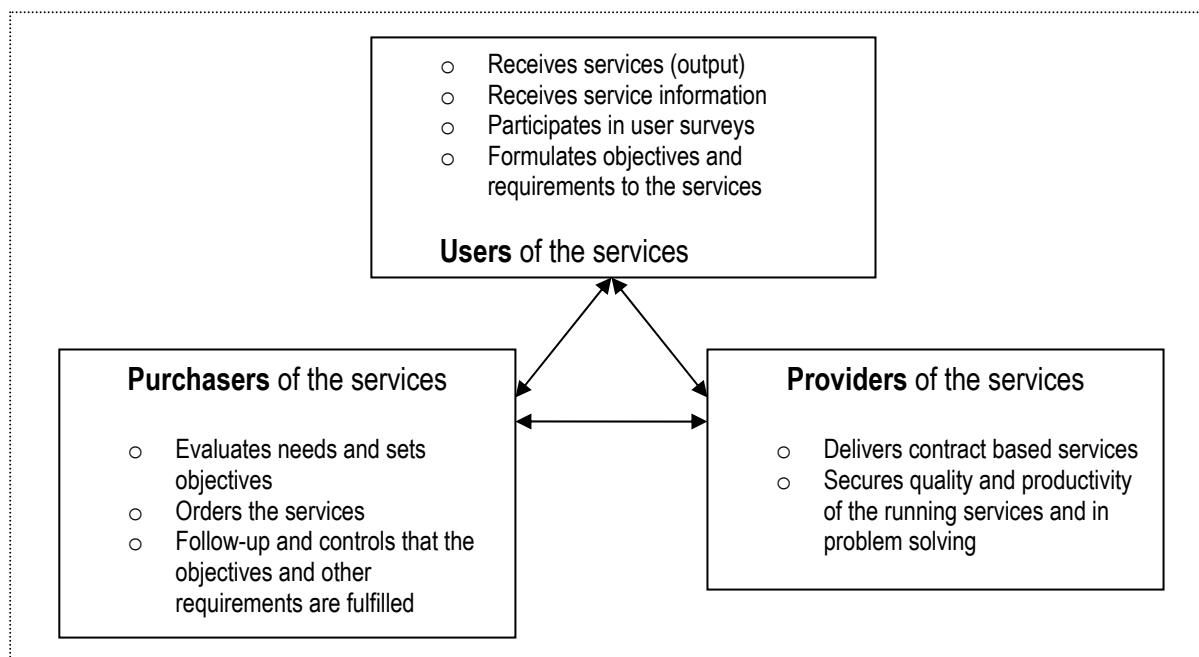 ○ Receives services (output)
○ Receives service information
○ Participates in user surveys
○ Formulates objectives and
requirements to the services
Users of the services
Purchasers of the services
○ Evaluates needs and sets
objectives
○ Orders the services
○ Follow-up and controls that the
objectives and other
requirements are fulfilled
Providers of the services
○ Delivers contract based services
○ Secures quality and productivity
of the running services and in
problem solving